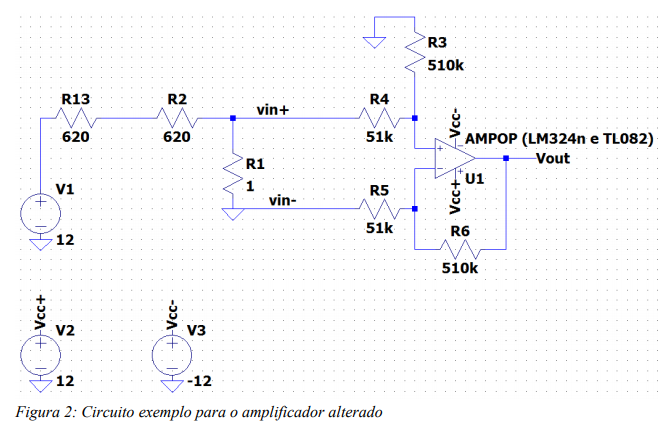 R3
510k
R13
R2
vin+
R4
Vcc-
620
620
51k
AMPOP (LM324n e TL082)
+
-
Vout
R1
1
V1
+
-
+
U1
R5
vin-
Vcc+
12
51k
R6
510k
Vcc+
Vcc-
V2
V3
+
+
12
-12
Figura 2: Circuito exemplo para o amplificador alterado